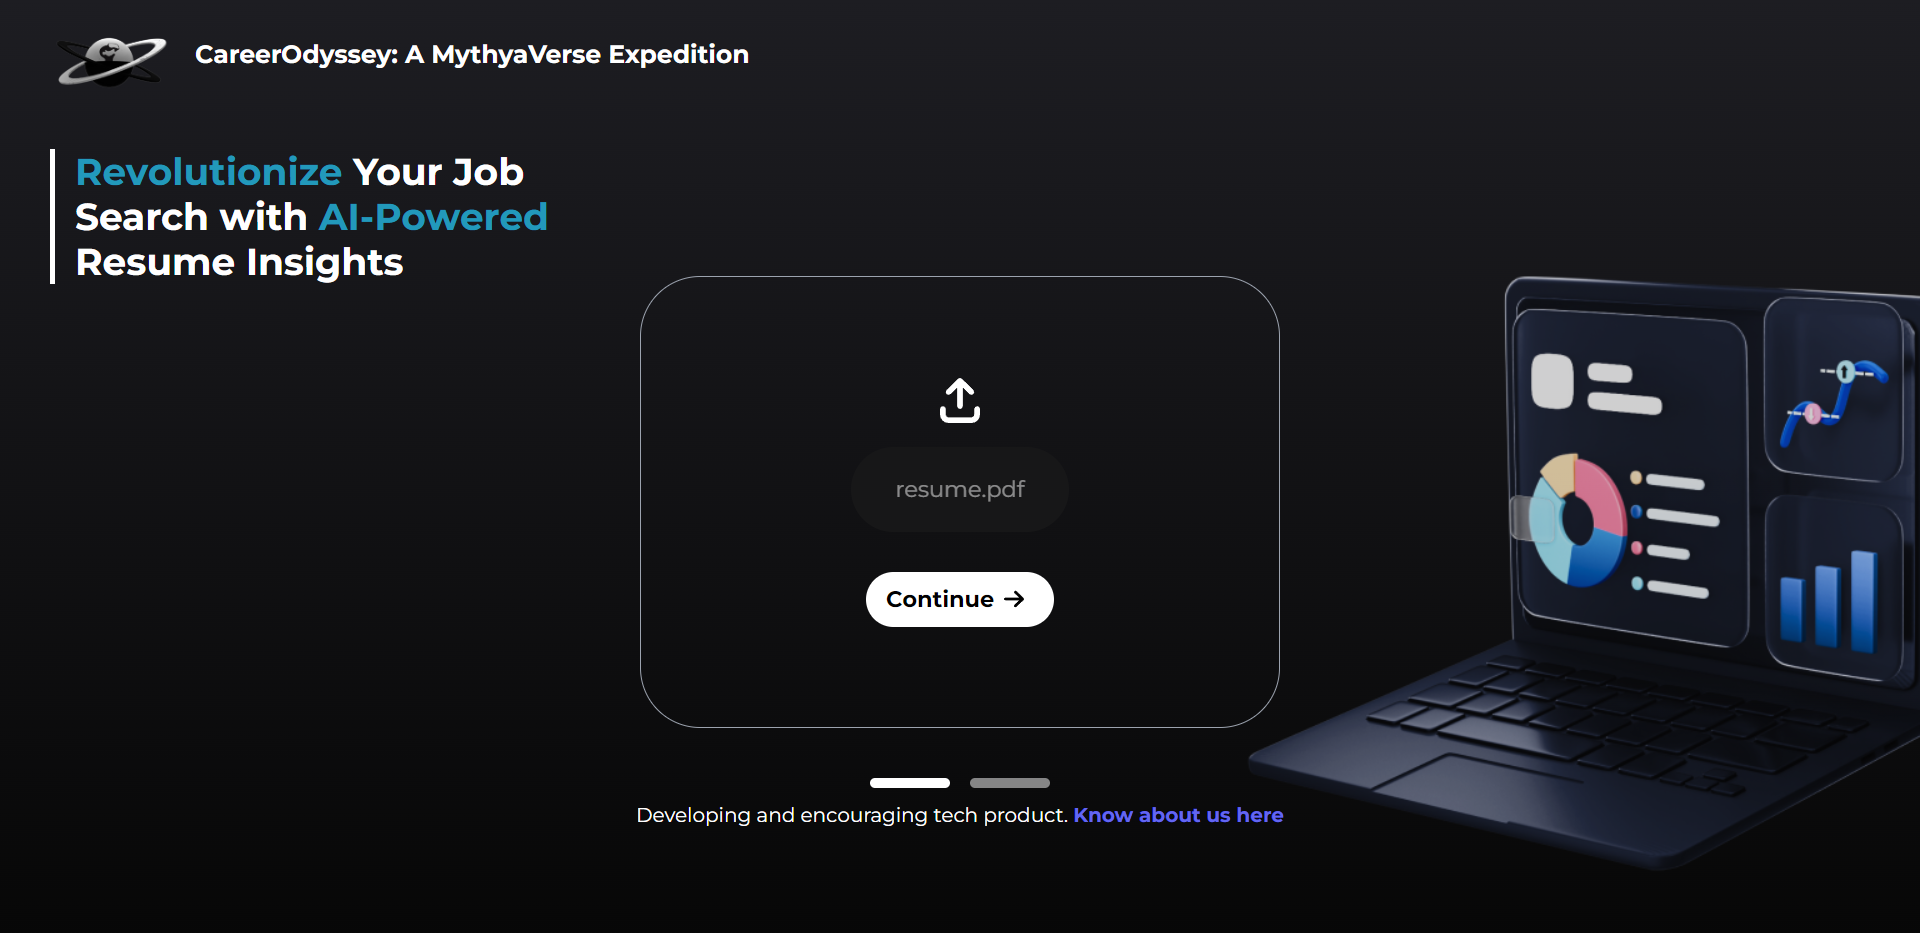 CareerOdyssey: A MythyaVerse Expedition
Revolutionize Your Job
Search with AI-Powered
Resume Insights
resume.pdf
Continue →
Developing and encouraging tech product. Know about us here